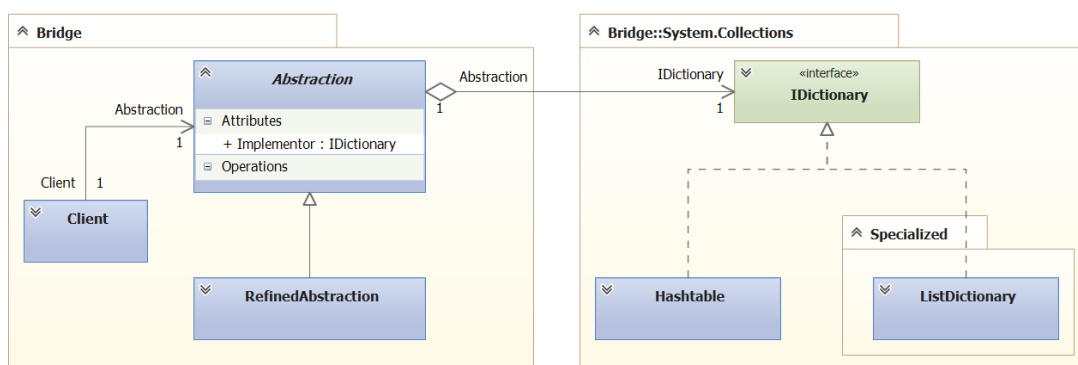 Bridge
Abstraction
Attributes
+ Implementor : IDictionary
Operations
Abstraction
1
Client
1
Client
RefinedAbstraction
Abstraction
1
Bridge::System.Collections
IDictionary
1
«interface»
IDictionary
Hashtable
Specialized
ListDictionary